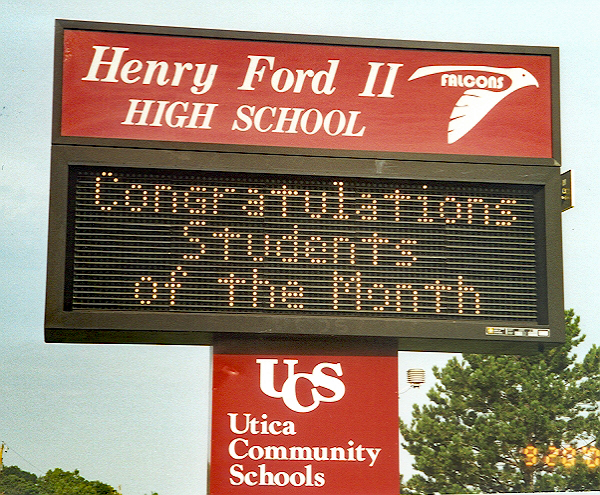 Henry Ford II
HIGH SCHOOL
FALCONS
Congratulations
Students
of the Month
UCS
Utica
Community
Schools